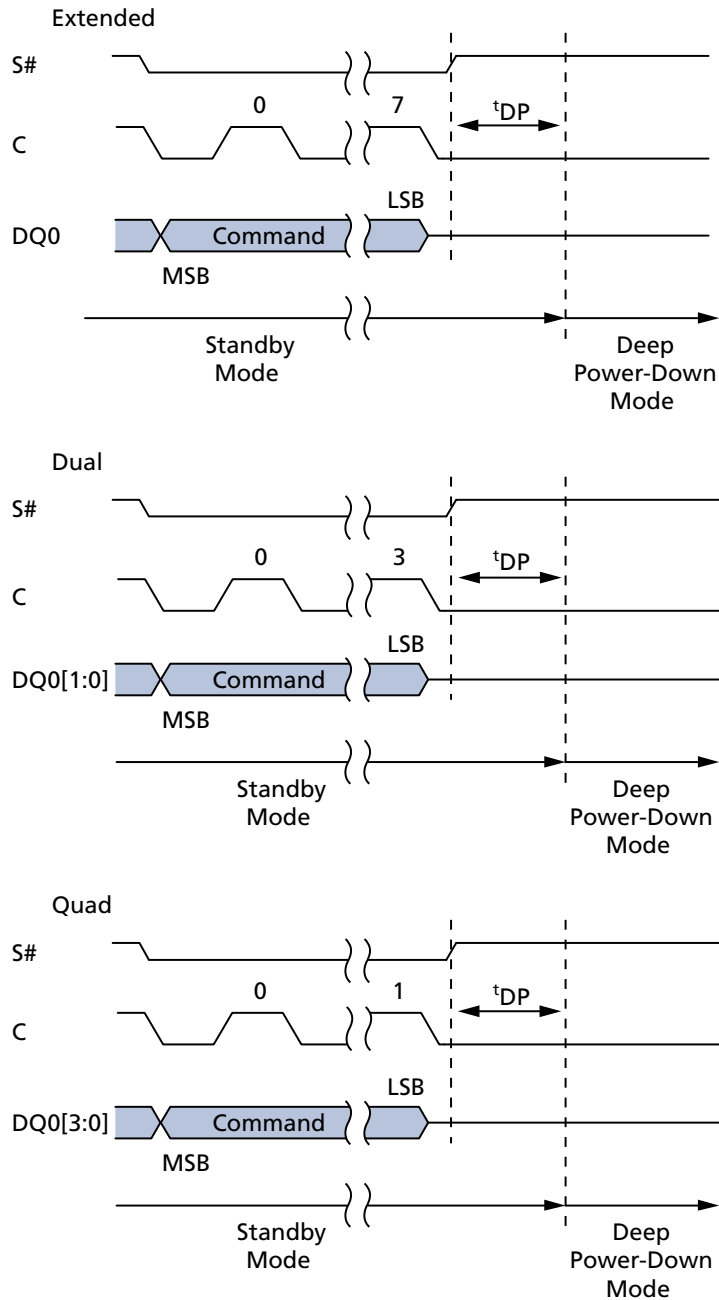 Extended
S#
0 7
tDP
C
LSB
DQ0 Command
MSB
Standby
Mode
Deep
Power-Down
Mode
Dual
S#
0 3
tDP
C
LSB
DQ0[1:0] Command
MSB
Standby
Mode
Deep
Power-Down
Mode
Quad
S#
0 1
tDP
C
LSB
DQ0[3:0] Command
MSB
Standby
Mode
Deep
Power-Down
Mode